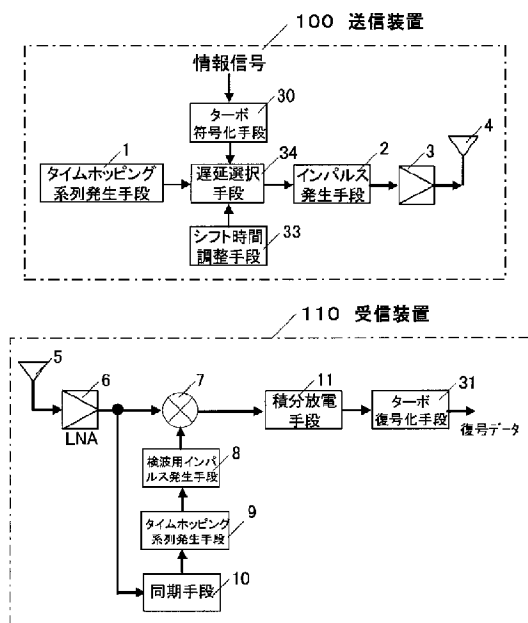 100 送信装置
情報信号
30
ターボ
符号化手段
1
タイムホッピング
系列発生手段
34
遅延選択
手段
2
インパルス
発生手段
3
4
33
シフト時間
調整手段
110 受信装置
5
6
LNA
7
11
積分放電
手段
31
ターボ
復号化手段
復号データ
検波用インパ
ルス発生手段
8
タイムホッピング
系列発生手段
9
同期手段
10